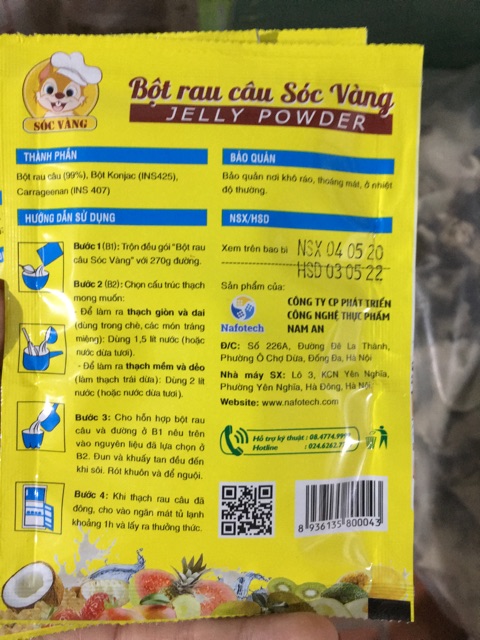 Bột rau câu Sóc Vàng
JELLY POWDER
SÓC VÀNG
THÀNH PHẦN
Bột rau câu (99%), Bột Konjac (INS425),
Carrageenan (INS 407)
HƯỚNG DẪN SỬ DỤNG
Bước 1 (B1): Trộn đều gói "Bột rau
câu Sóc Vàng" với 270g đường.
Bước 2 (B2): Chọn cấu trúc thạch
mong muốn:
- Để làm ra thạch giòn và dai
(dùng trong chè, các món tráng
miệng): Dùng 1,5 lít nước (hoặc
nước dừa tươi).
- Để làm ra thạch mềm và dẻo
(làm thạch trái dừa): Dùng 2 lít
nước (hoặc nước dừa tươi).
Bước 3: Cho hỗn hợp bột rau
câu và đường ở B1 nêu trên
vào nguyên liệu đã lựa chọn ở
B2. Đun và khuấy tan đều đến
khi sôi. Rót khuôn và để nguội.
Bước 4: Khi thạch rau câu đã
đông, cho vào ngăn mát tủ lạnh
khoảng 1h và lấy ra thưởng thức.
BẢO QUẢN
Bảo quản nơi khô ráo, thoáng mát, ở nhiệt
độ thường.
NSX/HSD
Xem trên bao bì NSX 04 05 20
HSD 03 05 22
Sản phẩm của:
Nafotech
CÔNG TY CP PHÁT TRIỂN
CÔNG NGHỆ THỰC PHẨM
NAM AN
Đ/C: Số 226A, Đường Đê La Thành,
Phường Ô Chợ Dừa, Đống Đa, Hà Nội
Nhà máy SX: Lô 3, KCN Yên Nghĩa,
Phường Yên Nghĩa, Hà Đông, Hà Nội
Website: www.nafotech.com
Hỗ trợ kỹ thuật : 08.4774.99
Hotline : 024.6262.7
8 936135 800043